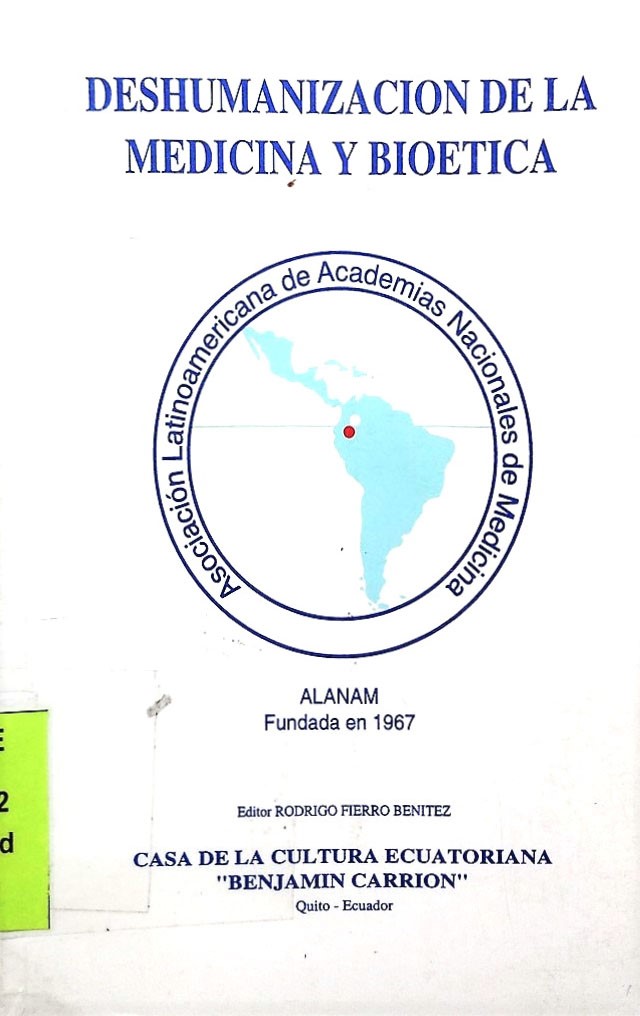 DESHUMANIZACION DE LA
MEDICINA Y BIOETICA
Asociación Latinoamericana de Academias Nacionales de Medicina
ALANAM
Fundada en 1967
Editor RODRIGO FIERRO BENITEZ
CASA DE LA CULTURA ECUATORIANA
"BENJAMIN CARRION"
Quito - Ecuador
E
2
d